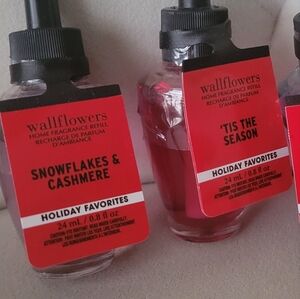 wallflowers
HOME FRAGRANCE REFILL
RECHARGE DE PARFUM
D'AMBIANCE
SNOWFLAKES &
CASHMERE
HOLIDAY FAVORITES
24 mL / 0.8 fl oz
wallflowers
HOME FRAGRANCE REFILL
RECHARGE DE PARFUM
D'AMBIANCE
'TIS THE
SEASON
HOLIDAY FAVORITES
24 mL / 0.8 fl oz